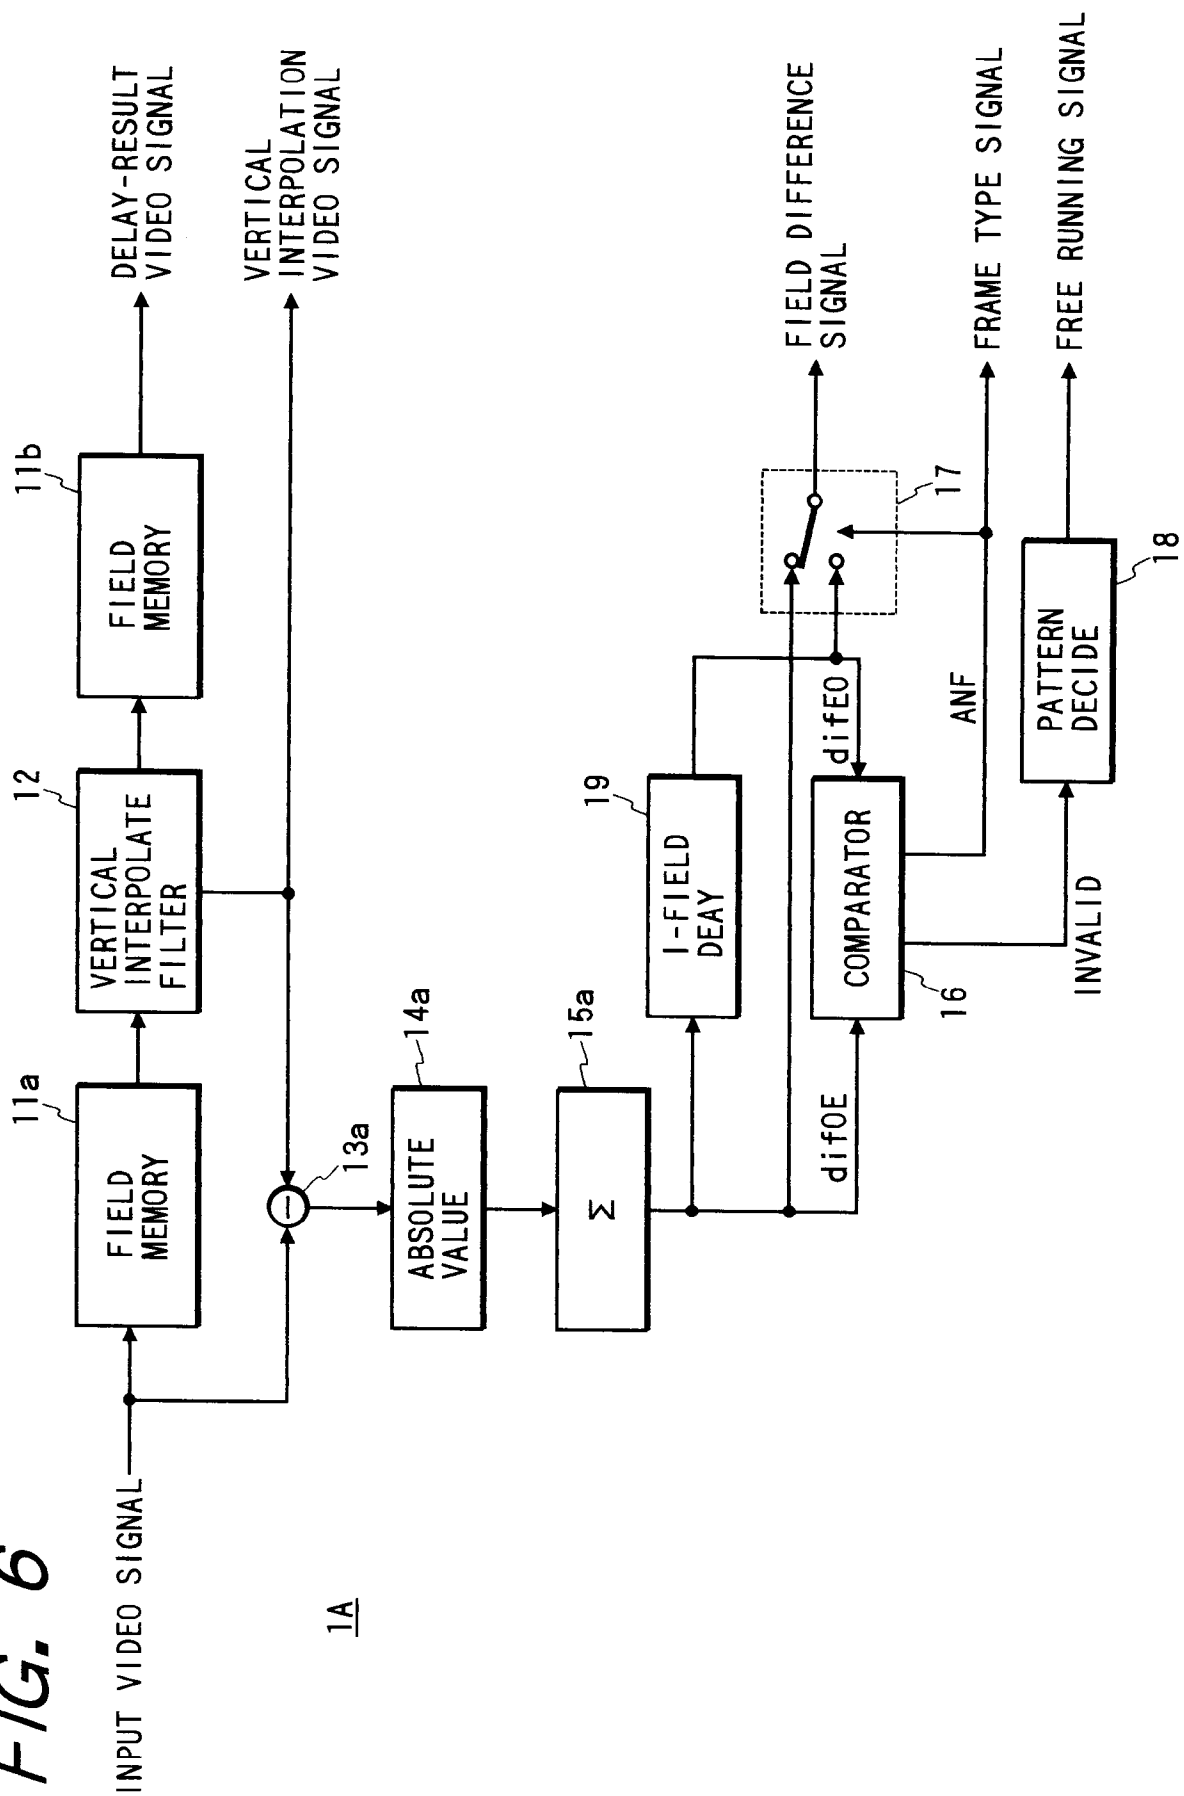 FIG. 6
INPUT VIDEO SIGNAL
1A
11a
FIELD
MEMORY
12
VERTICAL
INTERPOLATE
FILTER
11b
FIELD
MEMORY
DELAY-RESULT
VIDEO SIGNAL
VERTICAL
INTERPOLATION
VIDEO SIGNAL
−
13a
14a
ABSOLUTE
VALUE
15a
Σ
19
I-FIELD
DEAY
difOE
difEO
16
COMPARATOR
ANF
INVALID
17
18
PATTERN
DECIDE
FIELD DIFFERENCE
SIGNAL
FRAME TYPE SIGNAL
FREE RUNNING SIGNAL